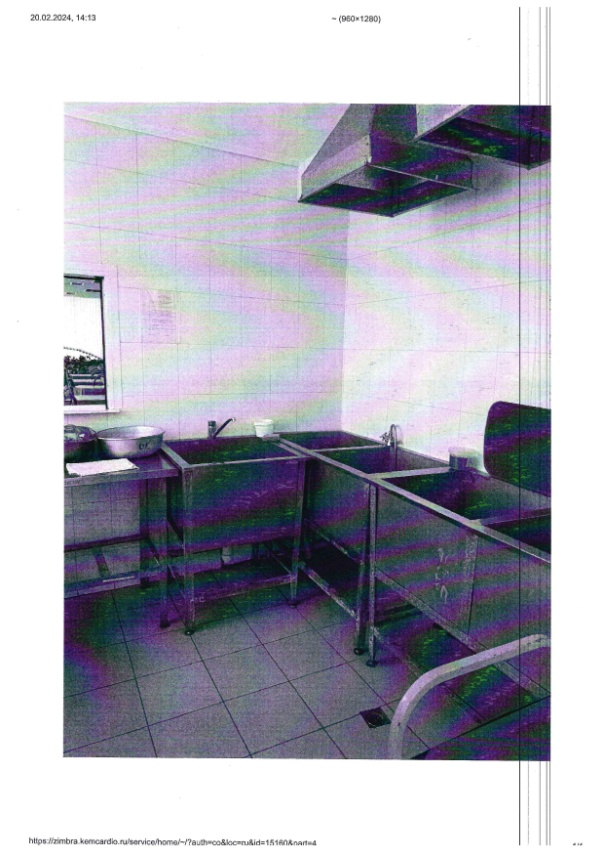 20.02.2024, 14:13
~ (960×1280)
https://zimbra.kemcardio.ru/service/home/~/?auth=co&loc=ru&id=15160&part=4